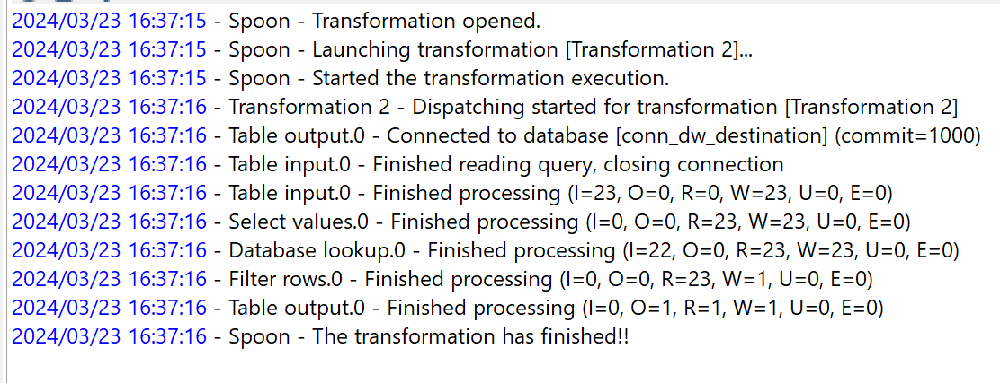 2024/03/23 16:37:15 - Spoon - Transformation opened.
2024/03/23 16:37:15 - Spoon - Launching transformation [Transformation 2]...
2024/03/23 16:37:15 - Spoon - Started the transformation execution.
2024/03/23 16:37:16 - Transformation 2 - Dispatching started for transformation [Transformation 2]
2024/03/23 16:37:16 - Table output.0 - Connected to database [conn_dw_destination] (commit=1000)
2024/03/23 16:37:16 - Table input.0 - Finished reading query, closing connection
2024/03/23 16:37:16 - Table input.0 - Finished processing (I=23, O=0, R=0, W=23, U=0, E=0)
2024/03/23 16:37:16 - Select values.0 - Finished processing (I=0, O=0, R=23, W=23, U=0, E=0)
2024/03/23 16:37:16 - Database lookup.0 - Finished processing (I=22, O=0, R=23, W=23, U=0, E=0)
2024/03/23 16:37:16 - Filter rows.0 - Finished processing (I=0, O=0, R=23, W=1, U=0, E=0)
2024/03/23 16:37:16 - Table output.0 - Finished processing (I=0, O=1, R=1, W=1, U=0, E=0)
2024/03/23 16:37:16 - Spoon - The transformation has finished!!